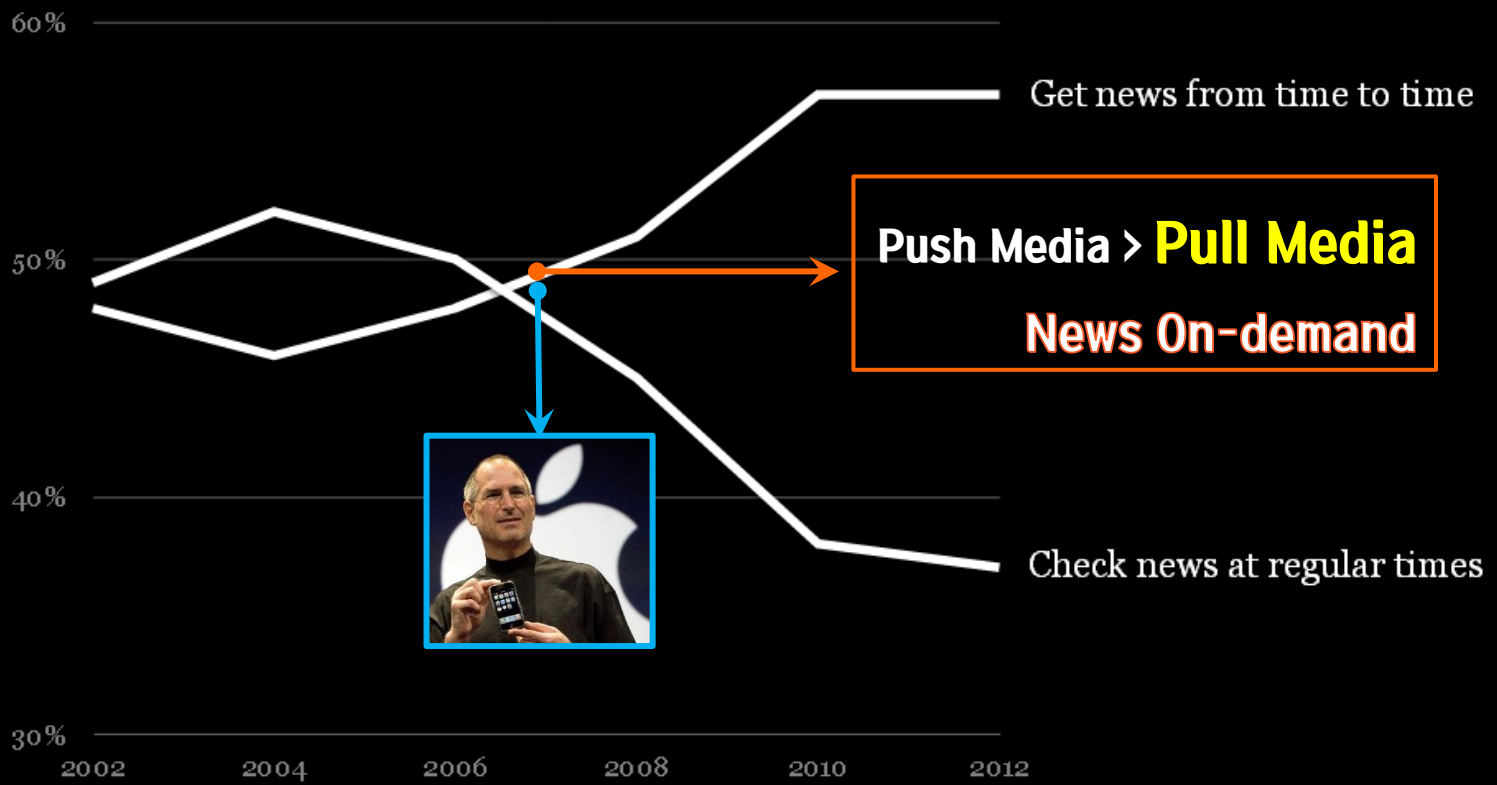 60%
Get news from time to time
50%
Push Media > Pull Media
News On-demand
40%
Check news at regular times
30%
2002 2004 2006 2008 2010 2012